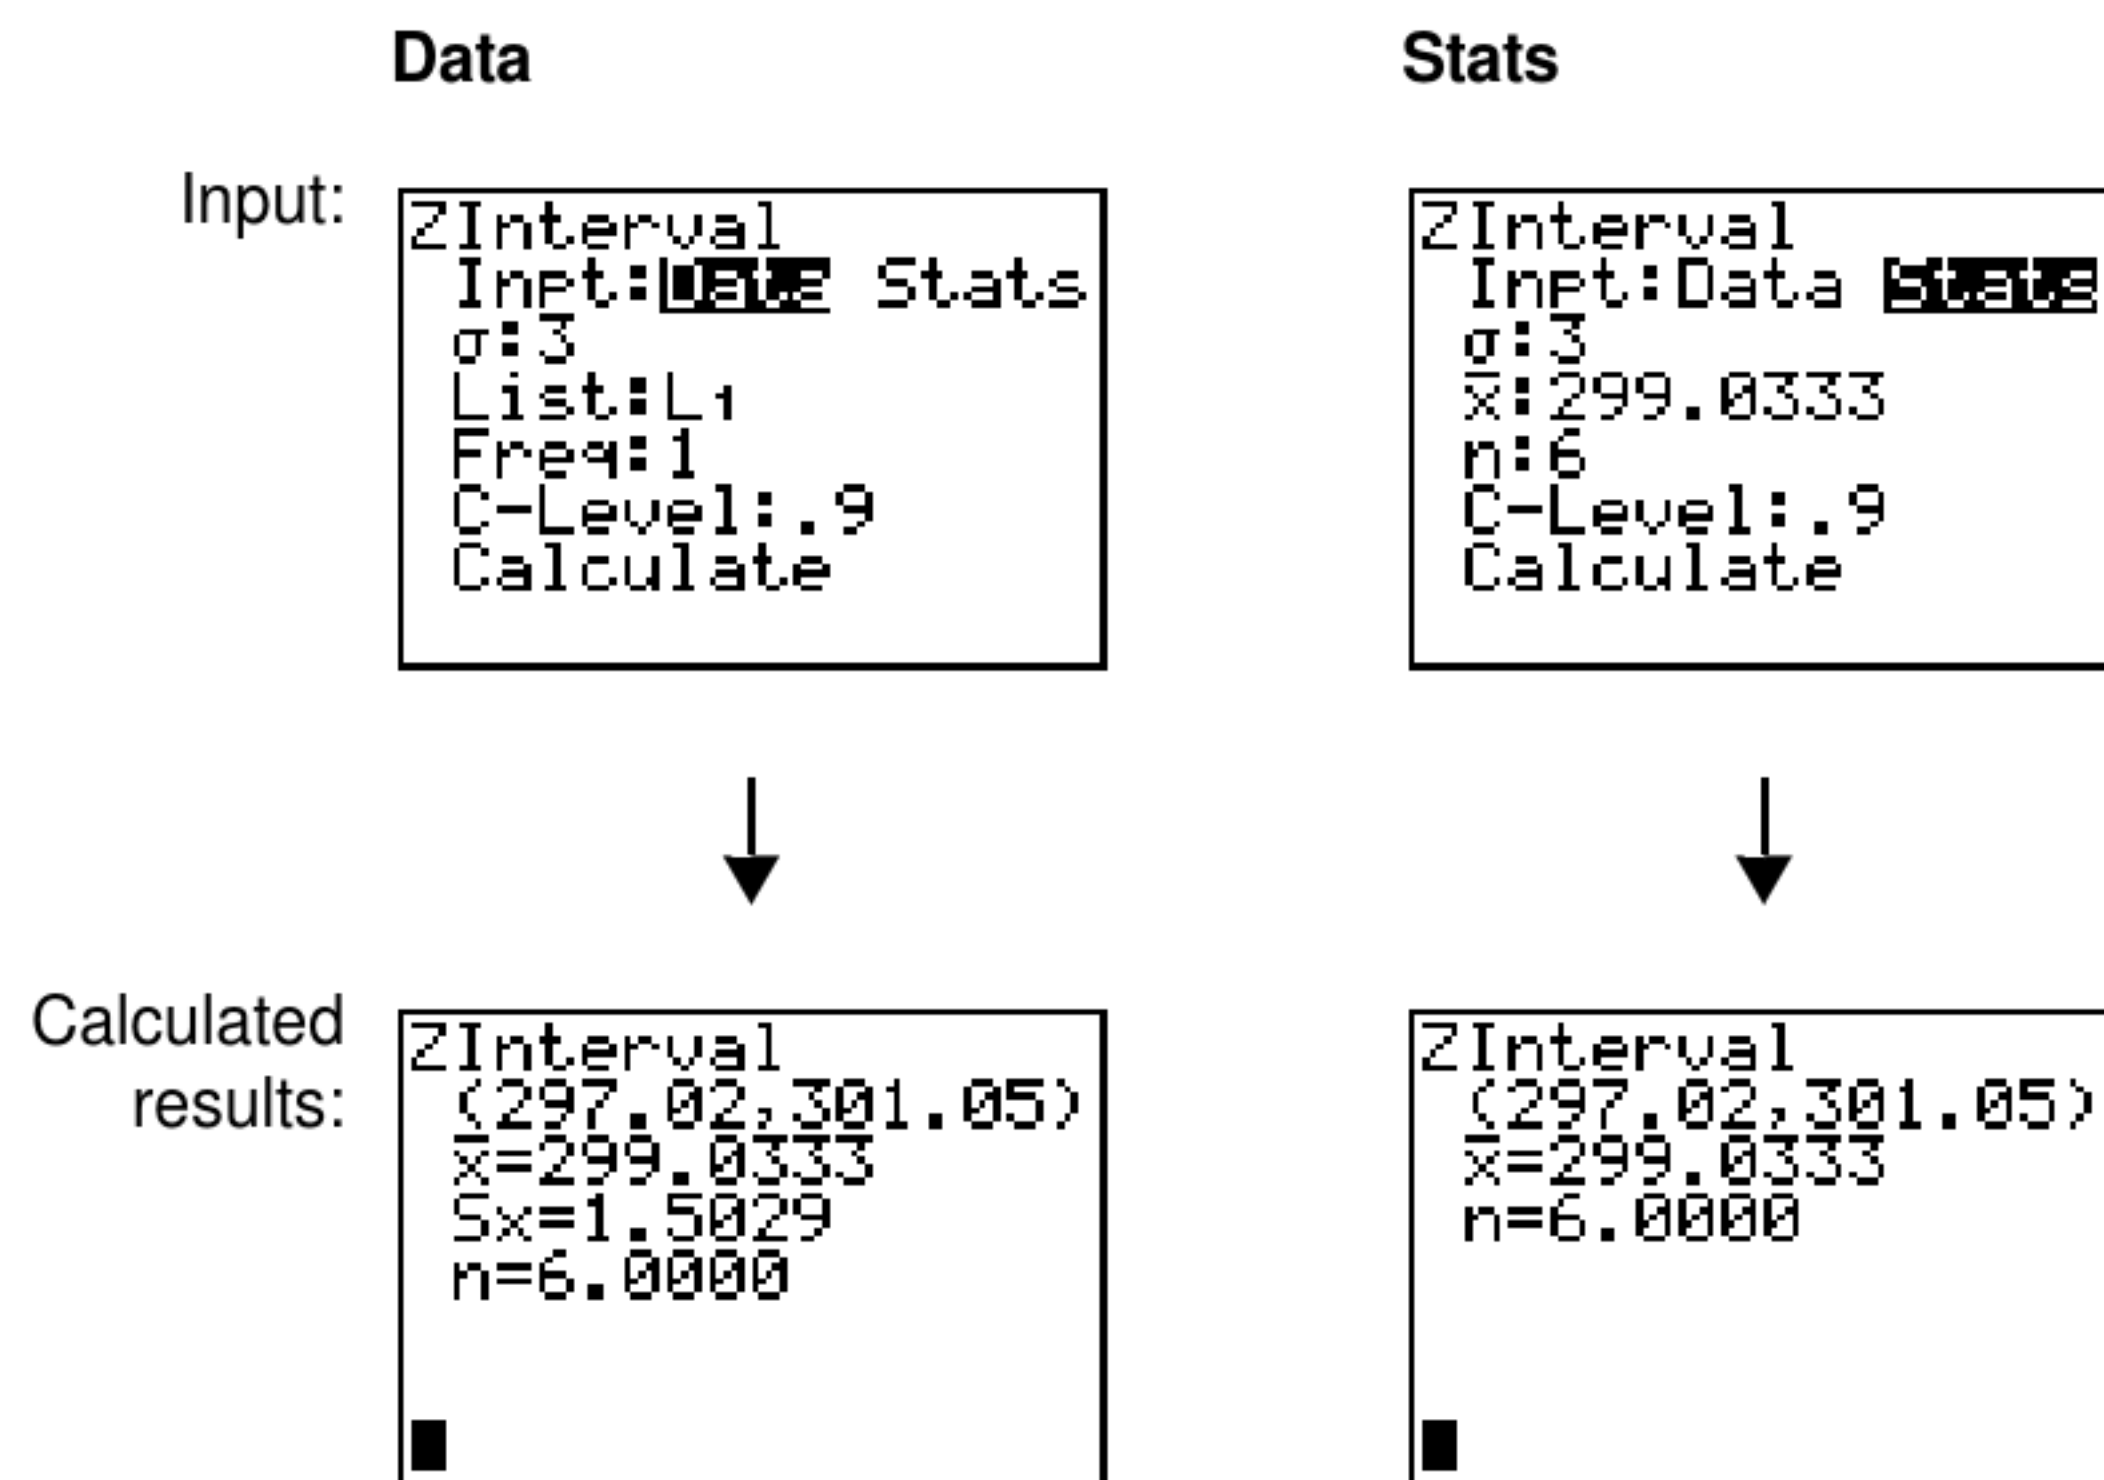 Data
Stats
Input:
ZInterval
Inpt:Data Stats
σ:3
List:L₁
Freq:1
C-Level:.9
Calculate
ZInterval
Inpt:Data Stats
σ:3
x̄:299.0333
n:6
C-Level:.9
Calculate
Calculated
results:
ZInterval
(297.02,301.05)
x̄=299.0333
Sx=1.5029
n=6.0000
ZInterval
(297.02,301.05)
x̄=299.0333
n=6.0000